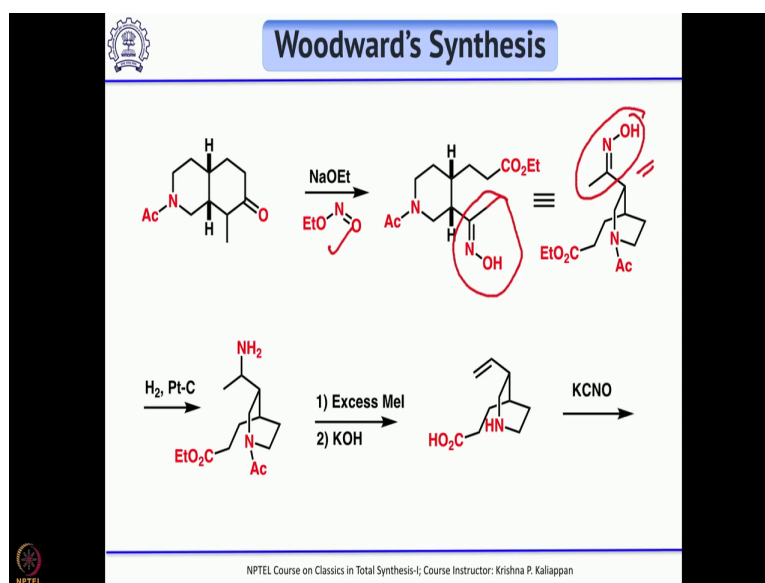 Woodward's Synthesis
H
N
Ac
H
O
NaOEt
EtO
N
O
H
CO2Et
N
Ac
H
N
OH
N
OH
EtO2C
N
Ac
H2, Pt-C
NH2
EtO2C
N
Ac
1) Excess MeI
2) KOH
HO2C
HN
KCNO
NPTEL
NPTEL Course on Classics in Total Synthesis-I; Course Instructor: Krishna P. Kaliappan